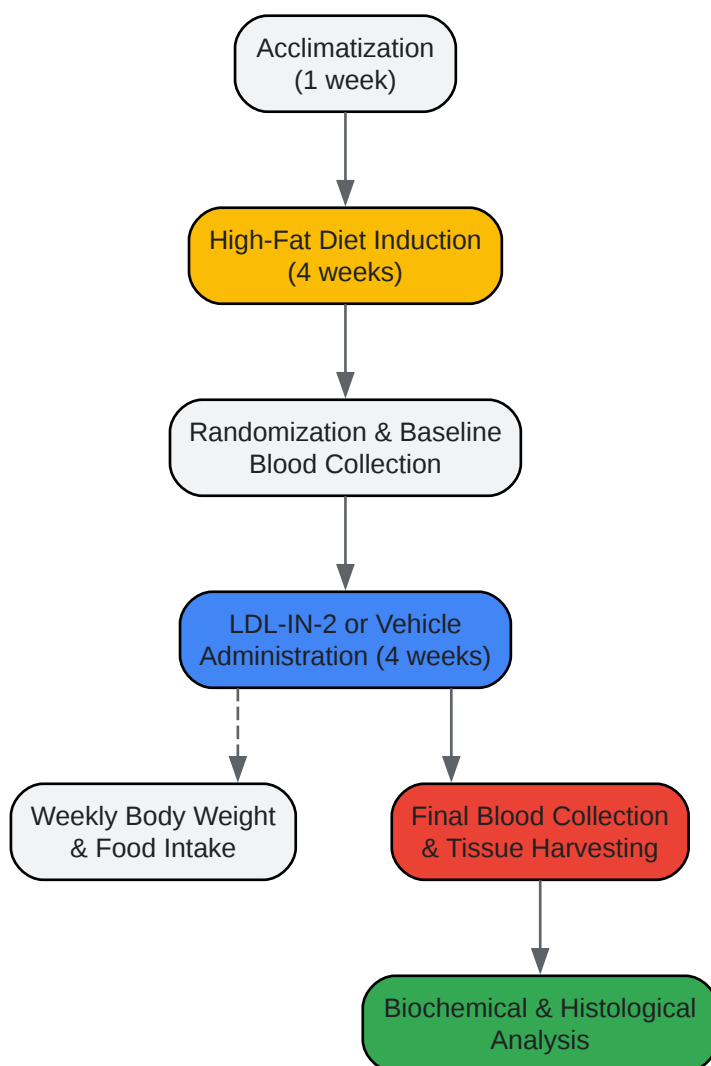 Acclimatization
(1 week)
High-Fat Diet Induction
(4 weeks)
Randomization & Baseline
Blood Collection
LDL-IN-2 or Vehicle
Administration (4 weeks)
Weekly Body Weight
& Food Intake
Final Blood Collection
& Tissue Harvesting
Biochemical & Histological
Analysis